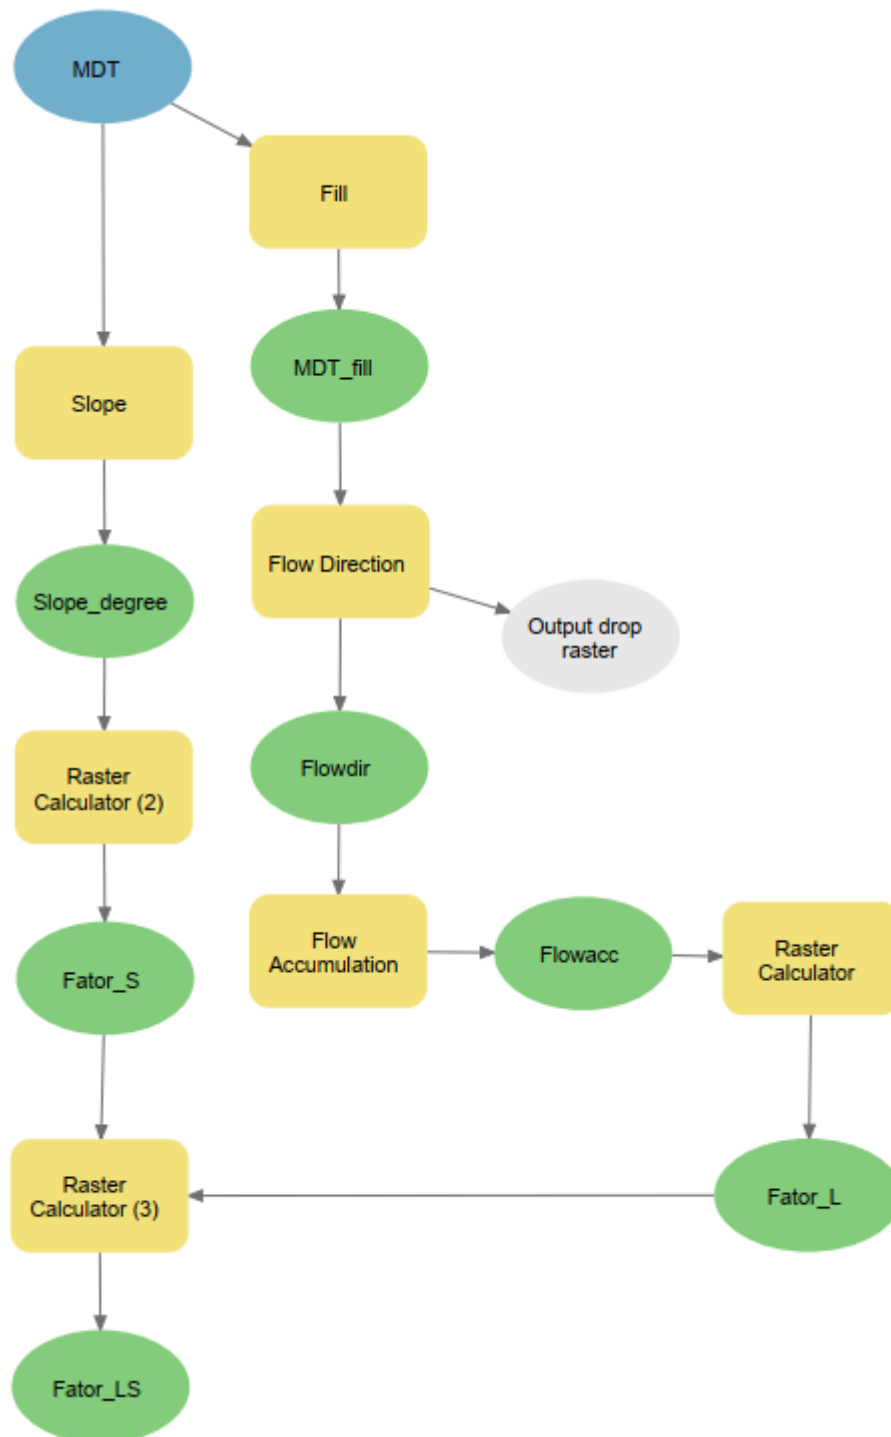 MDT
Fill
MDT_fill
Slope
Flow Direction
Slope_degree
Output drop
raster
Raster
Calculator (2)
Flowdir
Flow
Accumulation
Flowacc
Raster
Calculator
Fator_S
Raster
Calculator (3)
Fator_L
Fator_LS